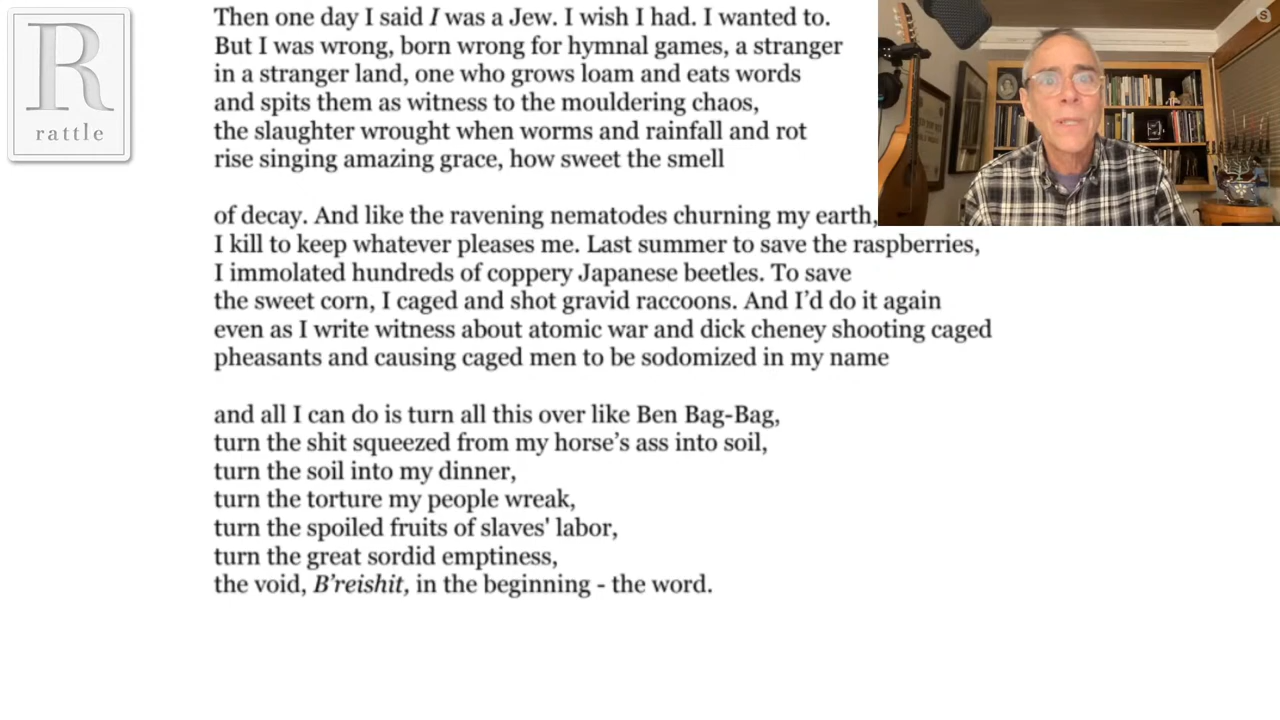 R
rattle
Then one day I said I was a Jew. I wish I had. I wanted to.
But I was wrong, born wrong for hymnal games, a stranger
in a stranger land, one who grows loam and eats words
and spits them as witness to the mouldering chaos,
the slaughter wrought when worms and rainfall and rot
rise singing amazing grace, how sweet the smell
of decay. And like the ravening nematodes churning my earth,
I kill to keep whatever pleases me. Last summer to save the raspberries,
I immolated hundreds of coppery Japanese beetles. To save
the sweet corn, I caged and shot gravid raccoons. And I’d do it again
even as I write witness about atomic war and dick cheney shooting caged
pheasants and causing caged men to be sodomized in my name
and all I can do is turn all this over like Ben Bag-Bag,
turn the shit squeezed from my horse’s ass into soil,
turn the soil into my dinner,
turn the torture my people wreak,
turn the spoiled fruits of slaves' labor,
turn the great sordid emptiness,
the void, B’reishit, in the beginning - the word.